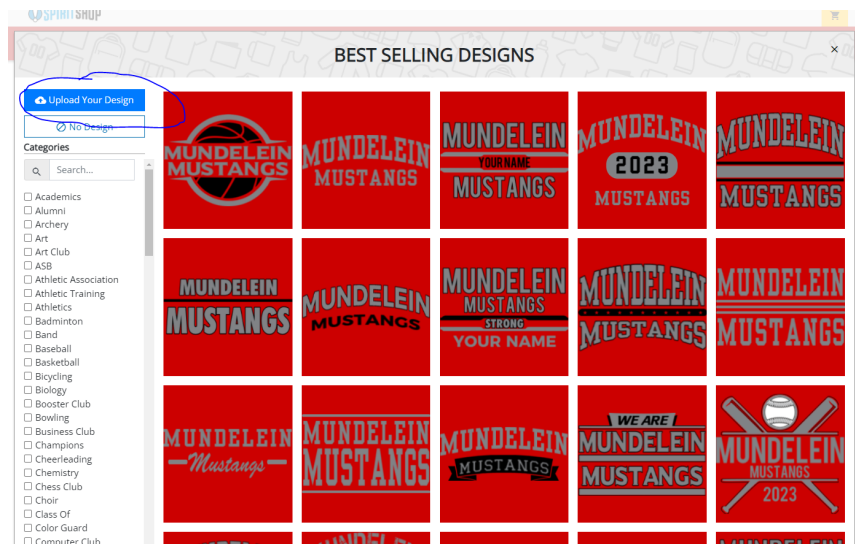 SPIRITSHOP
BEST SELLING DESIGNS
×
Upload Your Design
No Design
Categories
Search...
Academics
Alumni
Archery
Art
Art Club
ASB
Athletic Association
Athletic Training
Athletics
Badminton
Band
Baseball
Basketball
Bicycling
Biology
Booster Club
Bowling
Business Club
Champions
Cheerleading
Chemistry
Chess Club
Choir
Class Of
Color Guard
Computer Club
MUNDELEIN
MUSTANGS
MUNDELEIN
MUSTANGS
MUNDELEIN
YOUR NAME
MUSTANGS
MUNDELEIN
2023
MUSTANGS
MUNDELEIN
MUSTANGS
MUNDELEIN
MUSTANGS
MUNDELEIN
MUSTANGS
MUNDELEIN
MUSTANGS
STRONG
YOUR NAME
MUNDELEIN
MUSTANGS
MUNDELEIN
MUSTANGS
MUNDELEIN
Mustangs
MUNDELEIN
MUSTANGS
MUNDELEIN
MUSTANGS
WE ARE
MUNDELEIN
MUSTANGS
MUNDELEIN
MUSTANGS
2023
MUNDELEIN